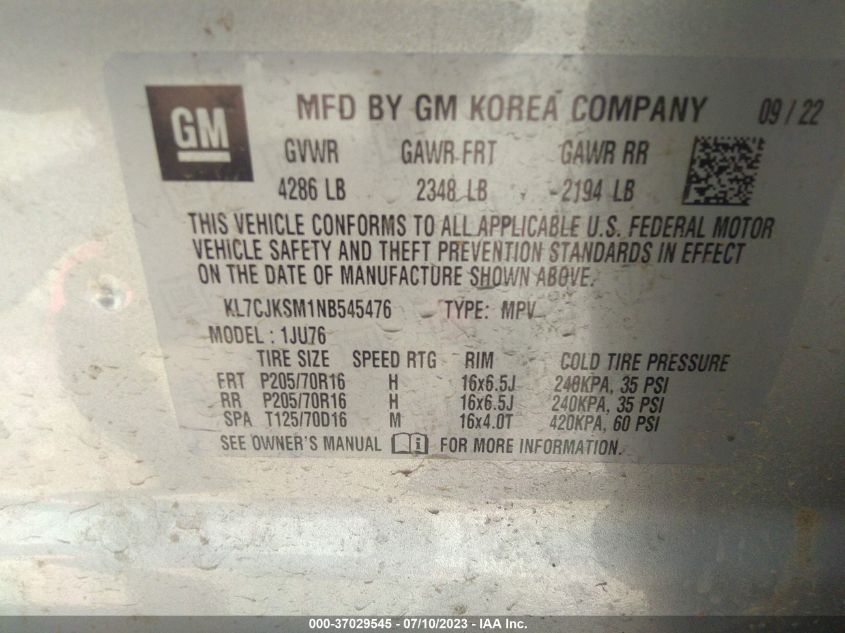 GM MFD BY GM KOREA COMPANY 09/22
GVWR GAWR FRT GAWR RR
4286 LB 2348 LB 2194 LB
THIS VEHICLE CONFORMS TO ALL APPLICABLE U.S. FEDERAL MOTOR
VEHICLE SAFETY AND THEFT PREVENTION STANDARDS IN EFFECT
ON THE DATE OF MANUFACTURE SHOWN ABOVE.
KL7CJKSM1NB545476 TYPE: MPV
MODEL : 1JU76
TIRE SIZE SPEED RTG RIM COLD TIRE PRESSURE
FRT P205/70R16 H 16x6.5J 240KPA, 35 PSI
RR P205/70R16 H 16x6.5J 240KPA, 35 PSI
SPA T125/70D16 M 16x4.0T 420KPA, 60 PSI
SEE OWNER'S MANUAL i FOR MORE INFORMATION.
000-37029545 - 07/10/2023 - IAA Inc.